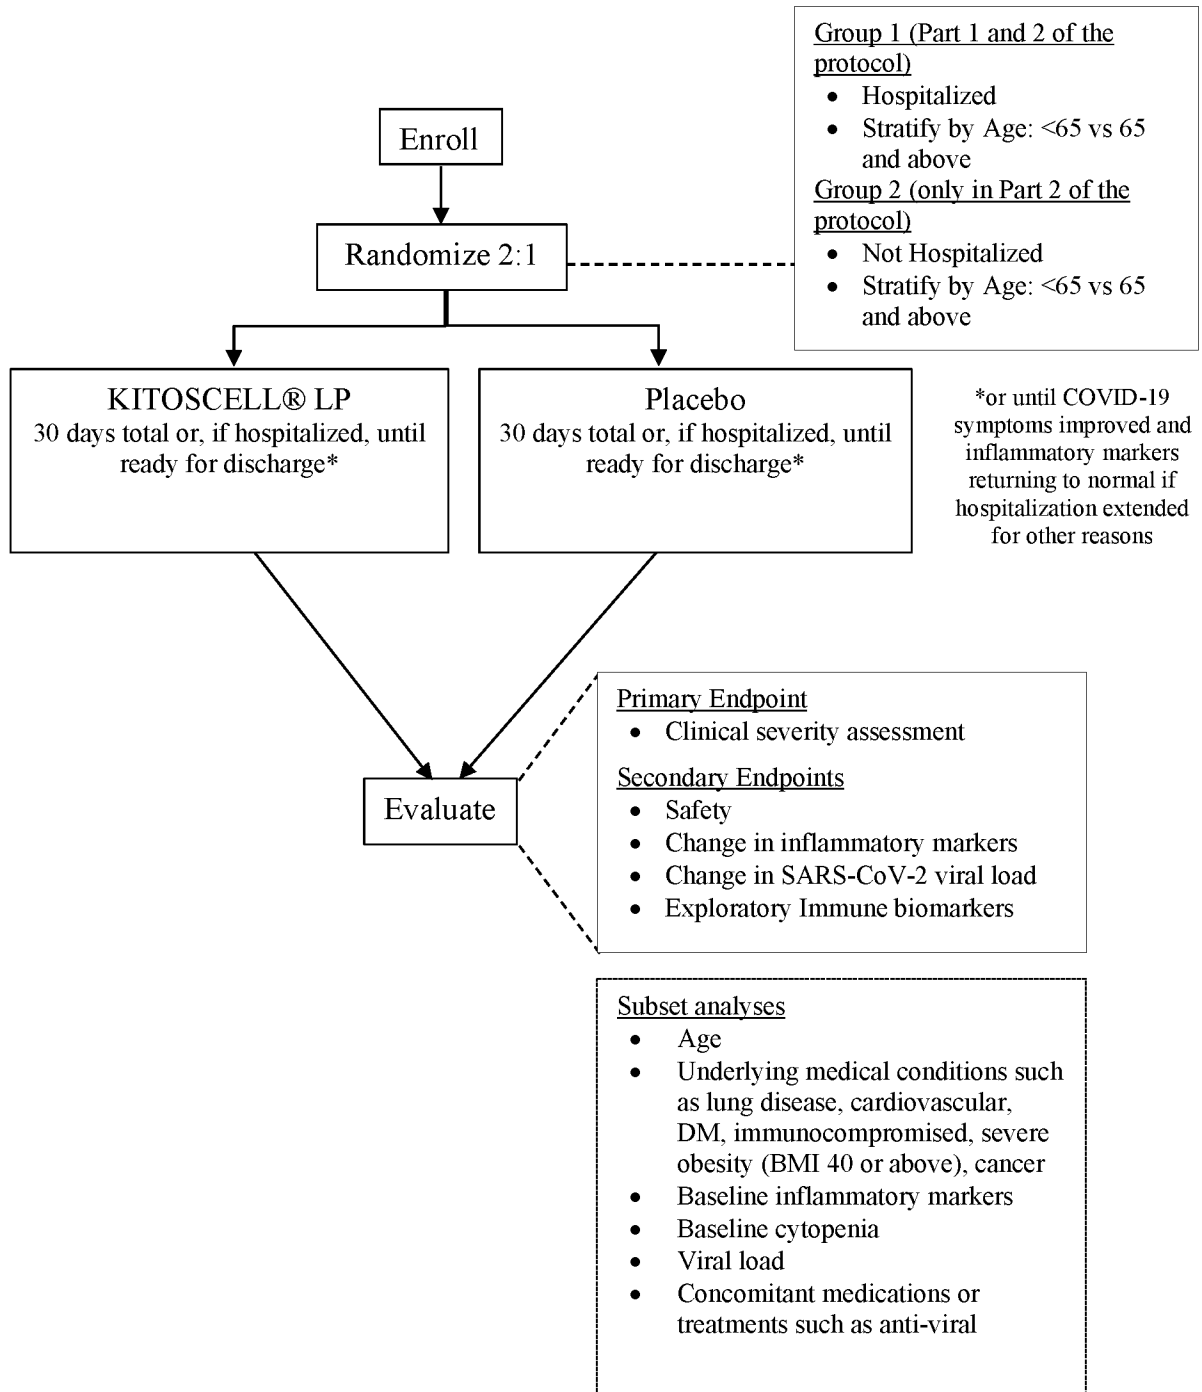 Group 1 (Part 1 and 2 of the
protocol)
• Hospitalized
• Stratify by Age: <65 vs 65
and above
Group 2 (only in Part 2 of the
protocol)
• Not Hospitalized
• Stratify by Age: <65 vs 65
and above
Enroll
Randomize 2:1
KITOSCELL® LP
30 days total or, if hospitalized, until
ready for discharge*
Placebo
30 days total or, if hospitalized, until
ready for discharge*
*or until COVID-19
symptoms improved and
inflammatory markers
returning to normal if
hospitalization extended
for other reasons
Evaluate
Primary Endpoint
• Clinical severity assessment
Secondary Endpoints
• Safety
• Change in inflammatory markers
• Change in SARS-CoV-2 viral load
• Exploratory Immune biomarkers
Subset analyses
• Age
• Underlying medical conditions such
as lung disease, cardiovascular,
DM, immunocompromised, severe
obesity (BMI 40 or above), cancer
• Baseline inflammatory markers
• Baseline cytopenia
• Viral load
• Concomitant medications or
treatments such as anti-viral